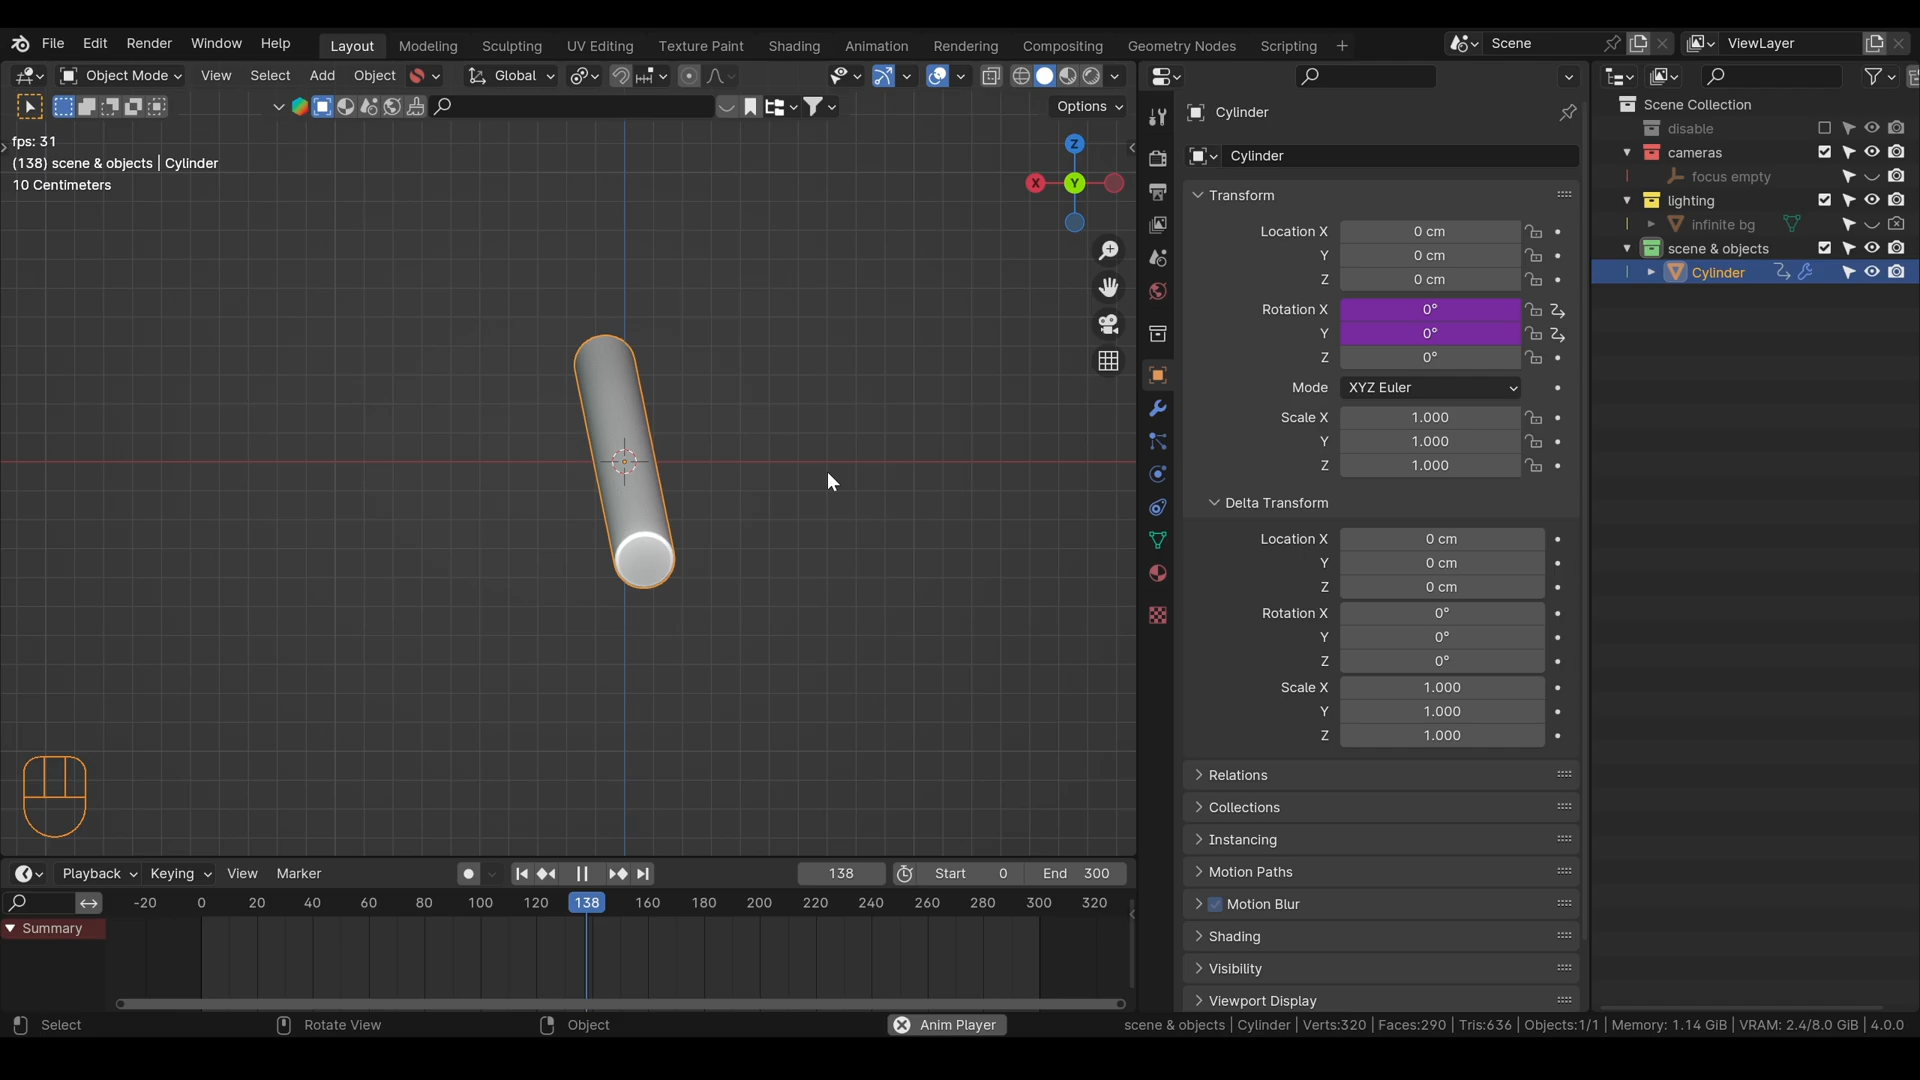 File Edit Render Window Help Layout Modeling Sculpting UV Editing Texture Paint Shading Animation Rendering Compositing Geometry Nodes Scripting + Scene ViewLayer
Object Mode View Select Add Object Global
Options
fps: 31
(138) scene & objects | Cylinder
10 Centimeters
Z
X Y
Cylinder
Cylinder
Transform
Location X 0 cm
Y 0 cm
Z 0 cm
Rotation X 0°
Y 0°
Z 0°
Mode XYZ Euler
Scale X 1.000
Y 1.000
Z 1.000
Delta Transform
Location X 0 cm
Y 0 cm
Z 0 cm
Rotation X 0°
Y 0°
Z 0°
Scale X 1.000
Y 1.000
Z 1.000
Relations
Collections
Instancing
Motion Paths
Motion Blur
Shading
Visibility
Viewport Display
Scene Collection
disable
cameras
focus empty
lighting
infinite bg
scene & objects
Cylinder
Playback Keying View Marker 138 Start 0 End 300
-20 0 20 40 60 80 100 120 138 160 180 200 220 240 260 280 300 320
Summary
Select Rotate View Object Anim Player scene & objects | Cylinder | Verts:320 | Faces:290 | Tris:636 | Objects:1/1 | Memory: 1.14 GiB | VRAM: 2.4/8.0 GiB | 4.0.0